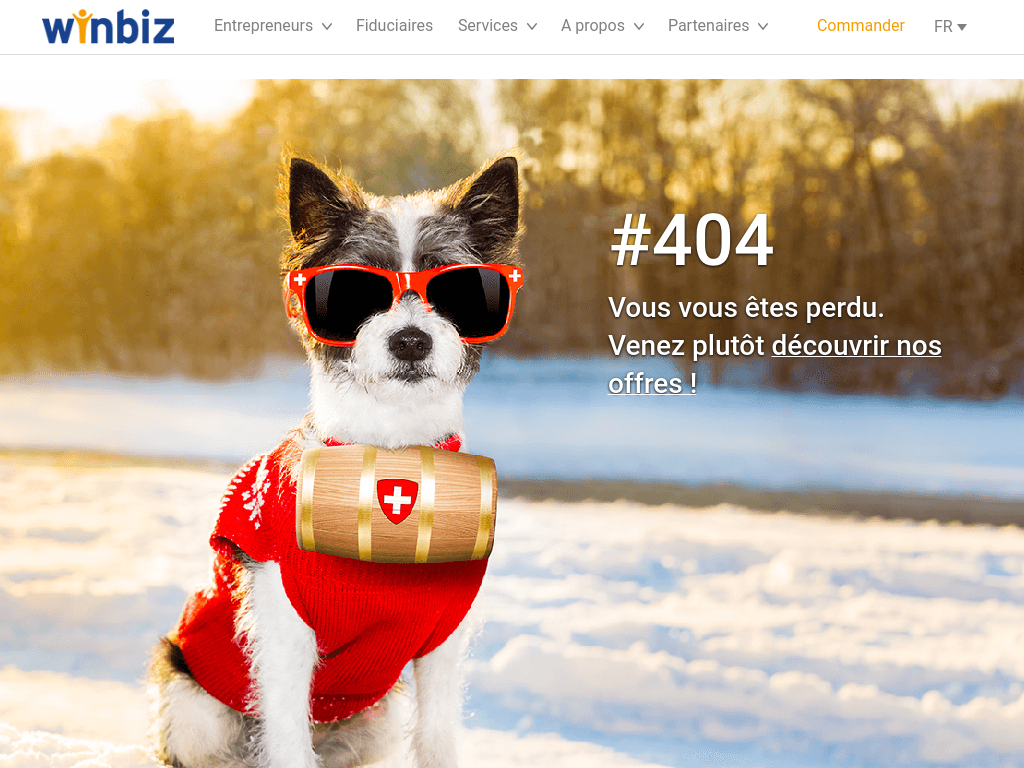 winbiz
Entrepreneurs
Fiduciaires
Services
A propos
Partenaires
Commander
FR
#404
Vous vous êtes perdu.
Venez plutôt découvrir nos
offres !